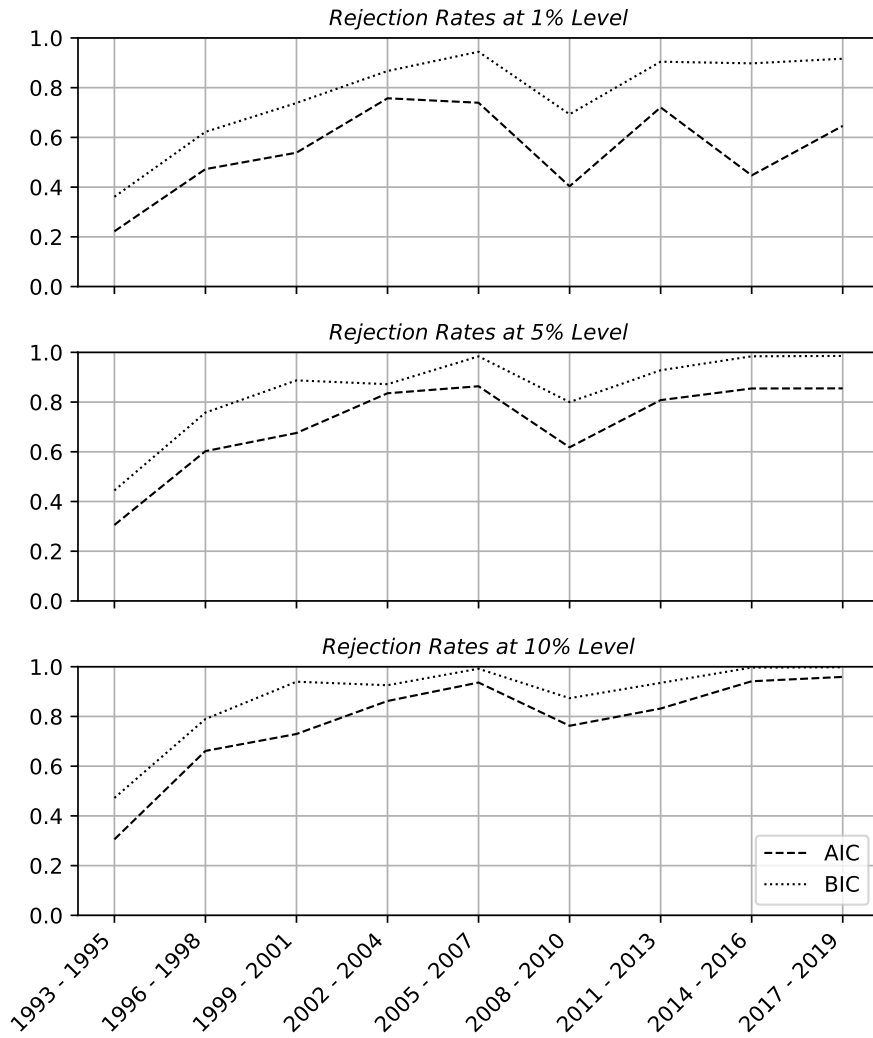 Rejection Rates at 1% Level
1.0
0.8
0.6
0.4
0.2
0.0
Rejection Rates at 5% Level
1.0
0.8
0.6
0.4
0.2
0.0
Rejection Rates at 10% Level
1.0
0.8
0.6
0.4
0.2
0.0
AIC
BIC
1993 - 1995
1996 - 1998
1999 - 2001
2002 - 2004
2005 - 2007
2008 - 2010
2011 - 2013
2014 - 2016
2017 - 2019